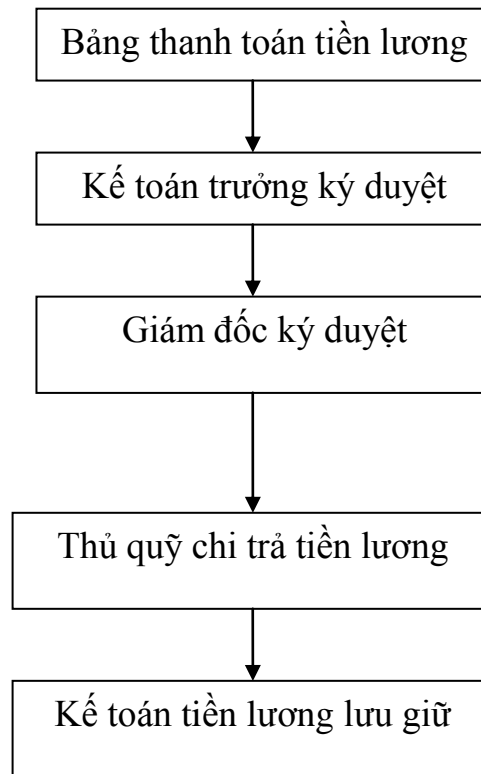 Bảng thanh toán tiền lương
Kế toán trưởng ký duyệt
Giám đốc ký duyệt
Thủ quỹ chi trả tiền lương
Kế toán tiền lương lưu giữ